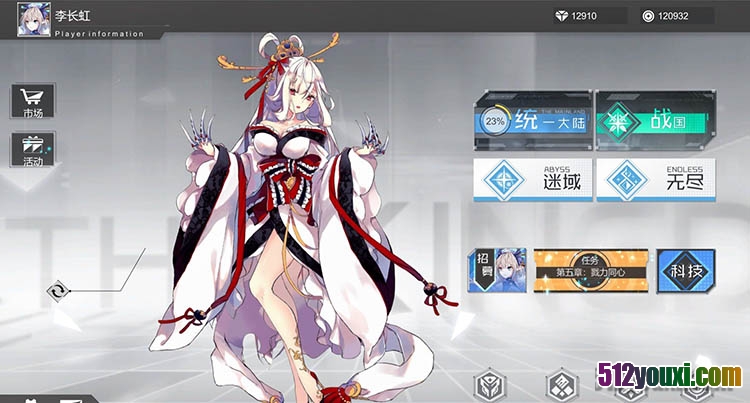 李长虹
Player information
12910
120932
市场
活动
23%
THE MAINLAND
统一大陆
战国
ABYSS
迷域
ENDLESS
无尽
招募
任务
第五章：戮力同心
科技
512youxi.com